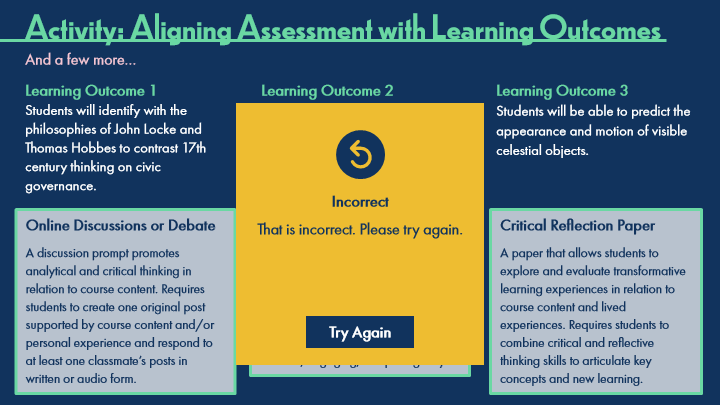 Activity: Aligning Assessment with Learning Outcomes
And a few more...
Learning Outcome 1
Students will identify with the
philosophies of John Locke and
Thomas Hobbes to contrast 17th
century thinking on civic
governance.
Online Discussions or Debate
A discussion prompt promotes
analytical and critical thinking in
relation to course content. Requires
students to create one original post
supported by course content and/or
personal experience and respond to
at least one classmate's posts in
written or audio form.
Learning Outcome 2
Incorrect
That is incorrect. Please try again.
Try Again
Learning Outcome 3
Students will be able to predict the
appearance and motion of visible
celestial objects.
Critical Reflection Paper
A paper that allows students to
explore and evaluate transformative
learning experiences in relation to
course content and lived
experiences. Requires students to
combine critical and reflective
thinking skills to articulate key
concepts and new learning.